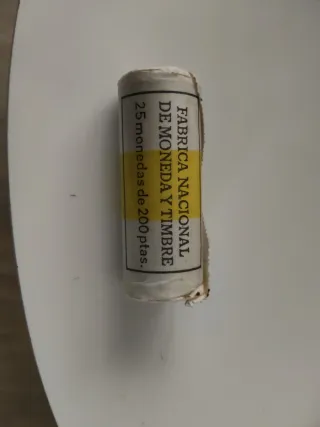 FABRICA NACIONAL
DE MONEDA Y TIMBRE
25 monedas de 200 ptas.